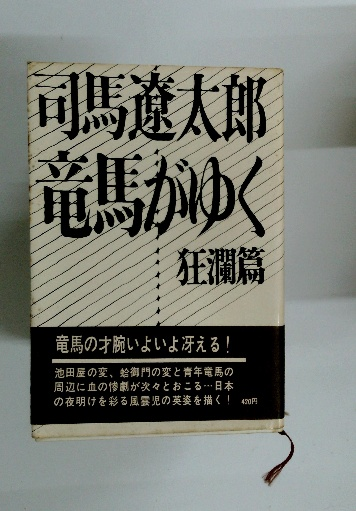 司馬遼太郎
竜馬がゆく
狂瀾篇
竜馬の才腕いよいよ冴える!
池田屋の変、蛤御門の変と青年竜馬の
周辺に血の惨劇が次々とおこる…日本
の夜明けを彩る風雲児の英姿を描く! 420円